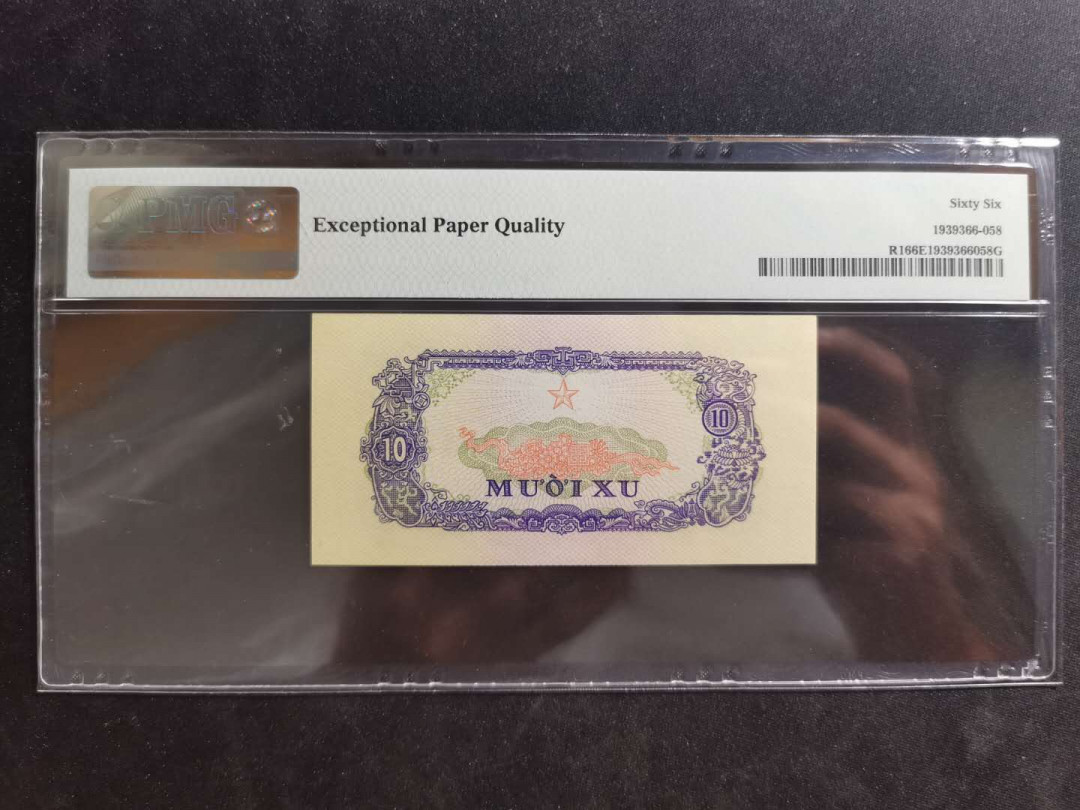 PMG
Exceptional Paper Quality
Sixty Six
1939366-058
R166E1939366058G
10
10
MƯỜI XU